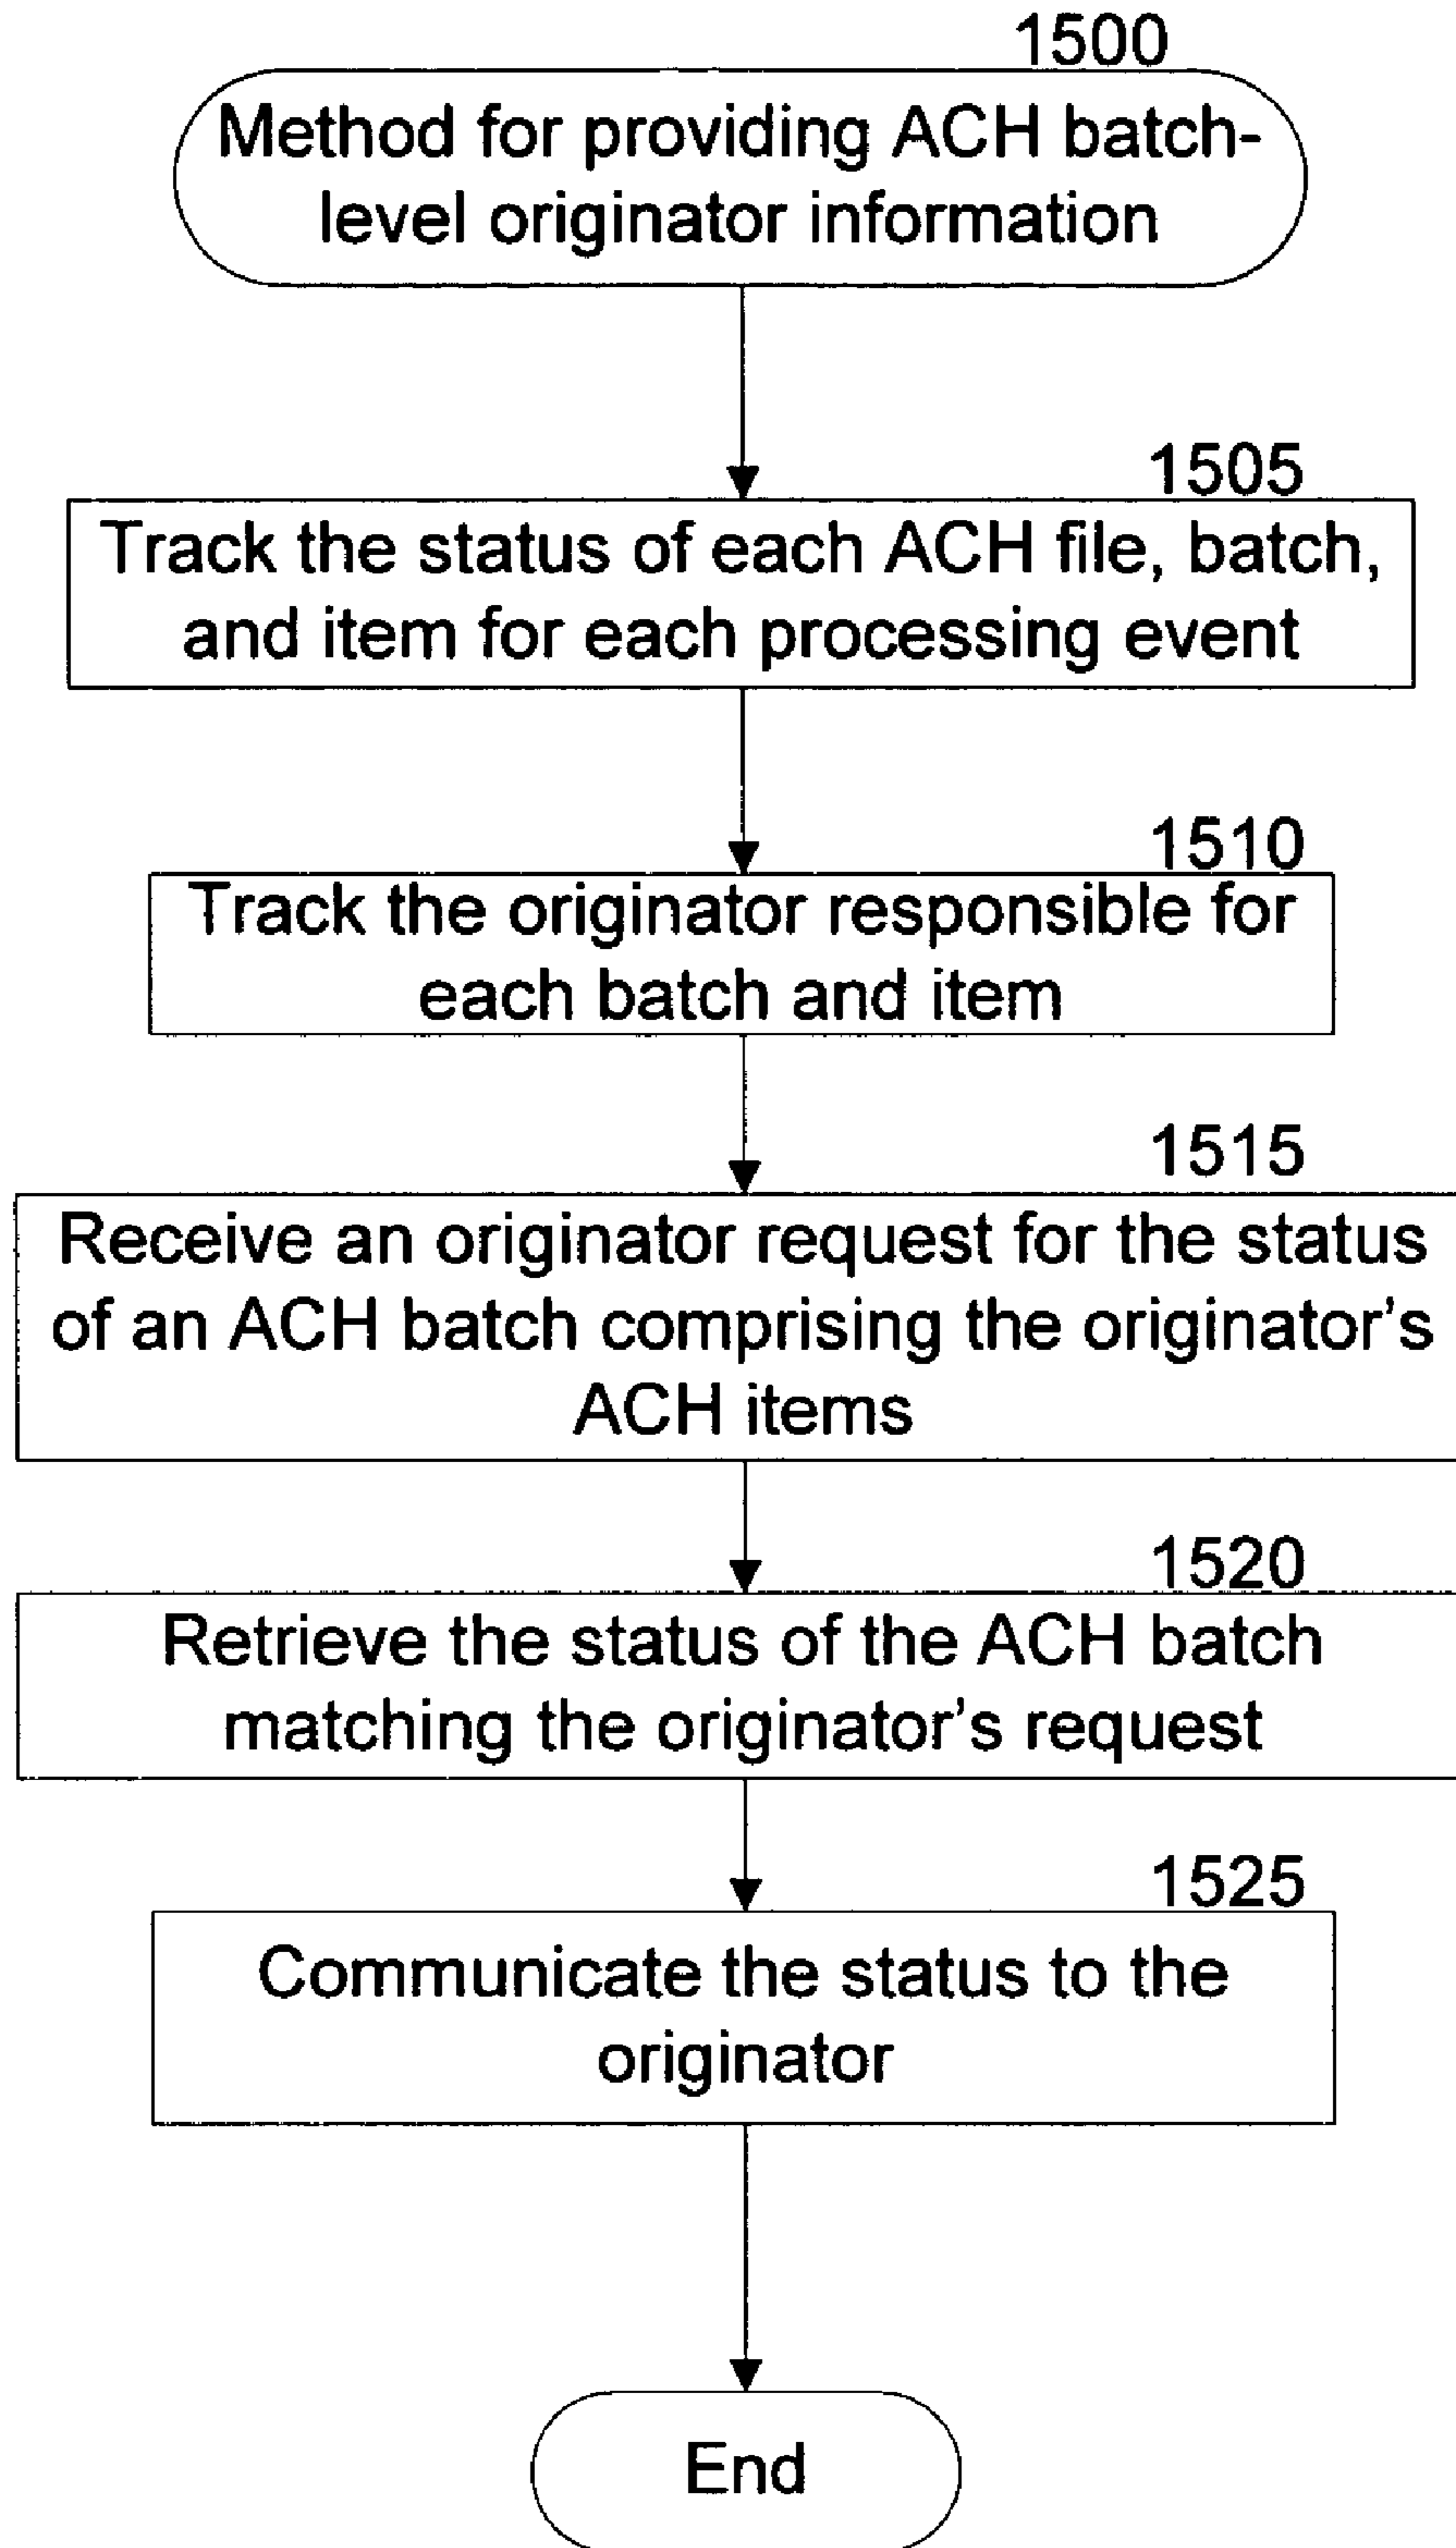 1500
Method for providing ACH batch-
level originator information
1505
Track the status of each ACH file, batch,
and item for each processing event
1510
Track the originator responsible for
each batch and item
1515
Receive an originator request for the status
of an ACH batch comprising the originator's
ACH items
1520
Retrieve the status of the ACH batch
matching the originator's request
1525
Communicate the status to the
originator
End